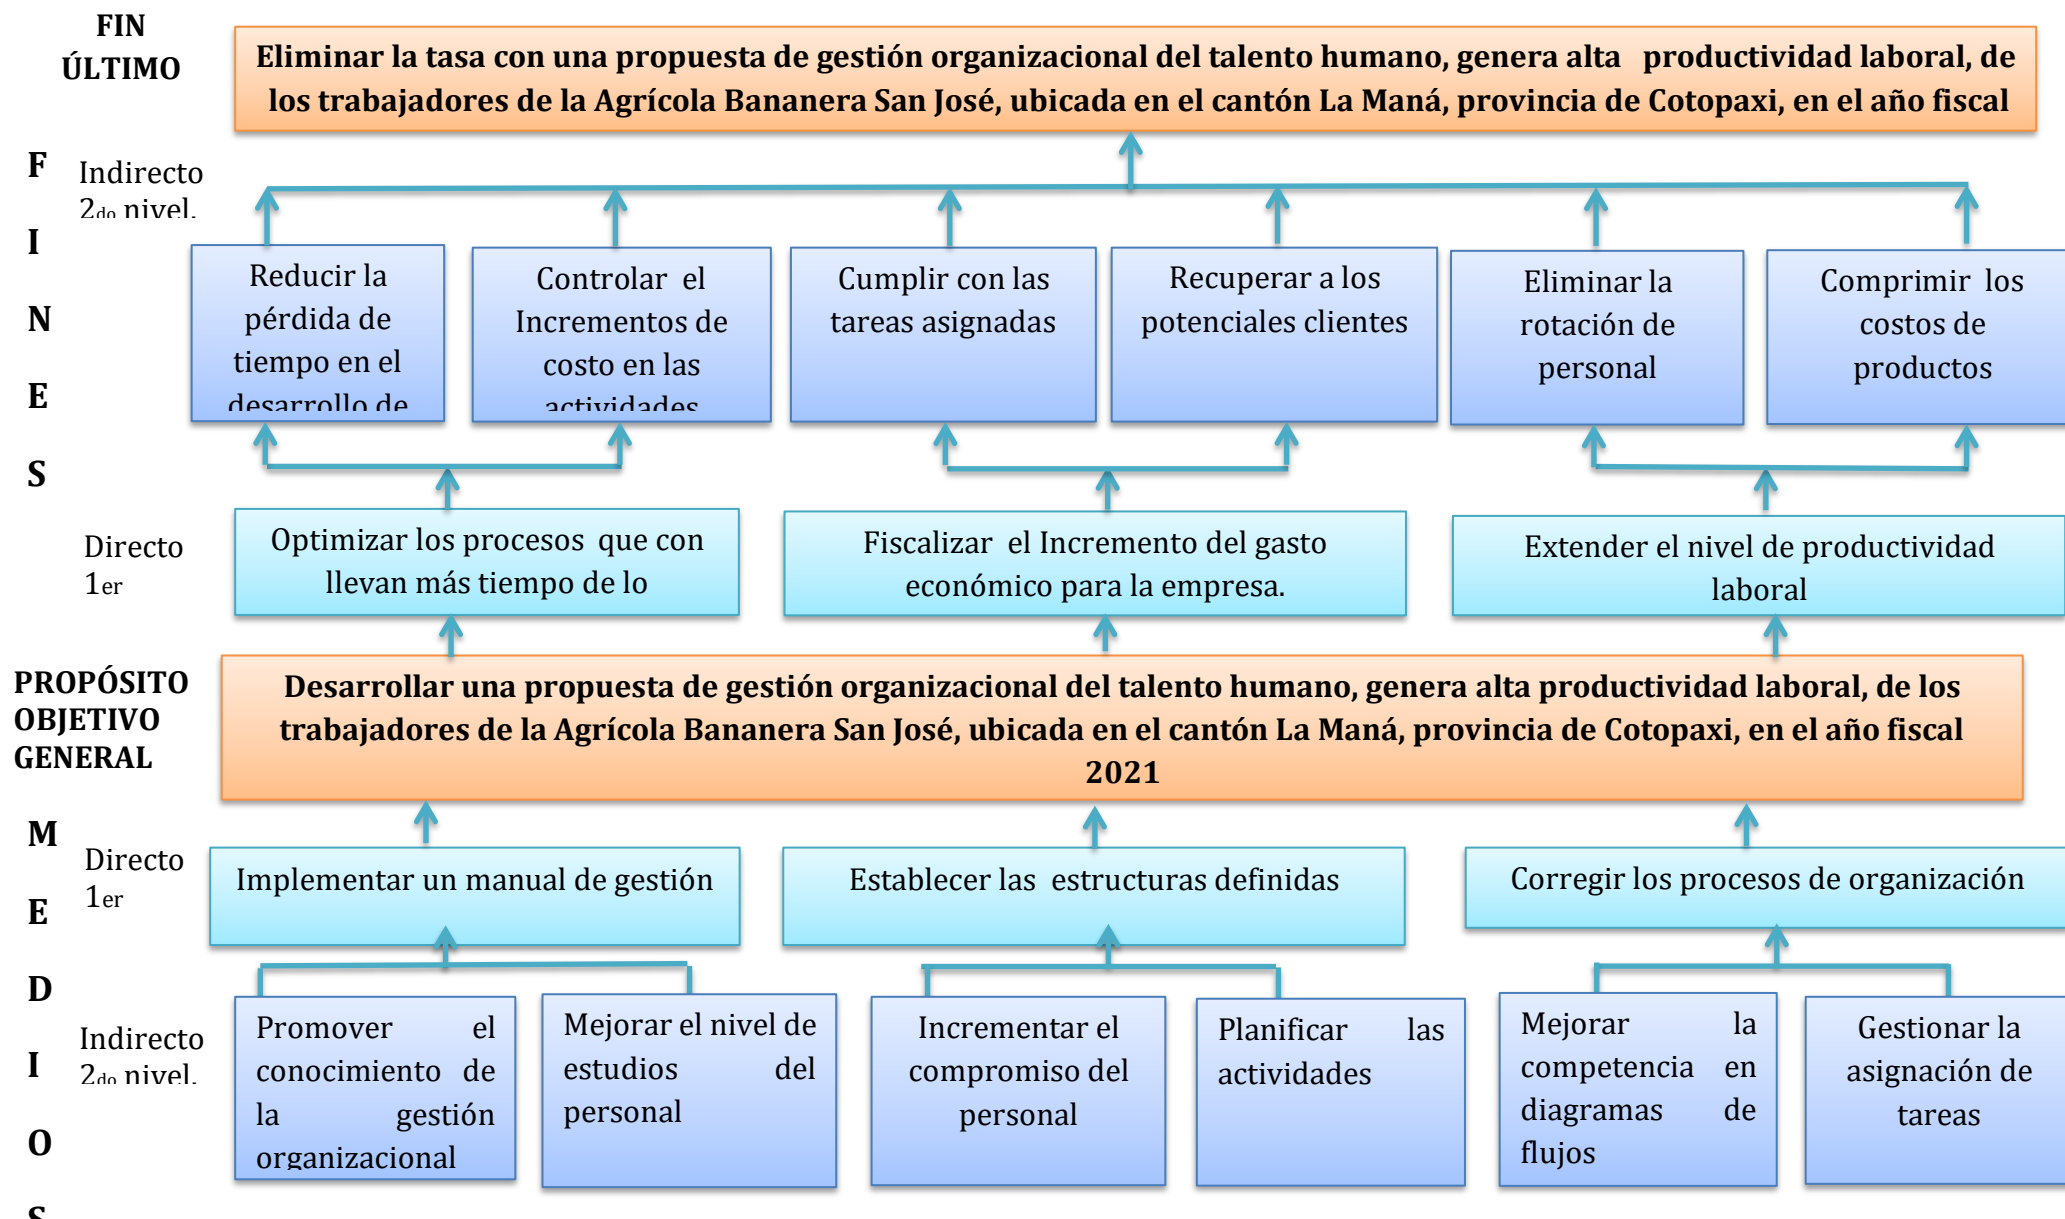 FIN
ÚLTIMO
Eliminar la tasa con una propuesta de gestión organizacional del talento humano, genera alta productividad laboral, de
los trabajadores de la Agrícola Bananera San José, ubicada en el cantón La Maná, provincia de Cotopaxi, en el año fiscal
F
I
N
E
S
Indirecto
2do nivel.
Reducir la
pérdida de
tiempo en el
desarrollo de
Controlar el
Incrementos de
costo en las
actividades
Cumplir con las
tareas asignadas
Recuperar a los
potenciales clientes
Eliminar la
rotación de
personal
Comprimir los
costos de
productos
Directo
1er
Optimizar los procesos que con
llevan más tiempo de lo
Fiscalizar el Incremento del gasto
económico para la empresa.
Extender el nivel de productividad
laboral
PROPÓSITO
OBJETIVO
GENERAL
Desarrollar una propuesta de gestión organizacional del talento humano, genera alta productividad laboral, de los
trabajadores de la Agrícola Bananera San José, ubicada en el cantón La Maná, provincia de Cotopaxi, en el año fiscal
2021
M
E
D
I
O
S
Directo
1er
Implementar un manual de gestión
Establecer las estructuras definidas
Corregir los procesos de organización
Indirecto
2do nivel.
Promover el
conocimiento de
la gestión
organizacional
Mejorar el nivel de
estudios del
personal
Incrementar el
compromiso del
personal
Planificar las
actividades
Mejorar la
competencia en
diagramas de
flujos
Gestionar la
asignación de
tareas